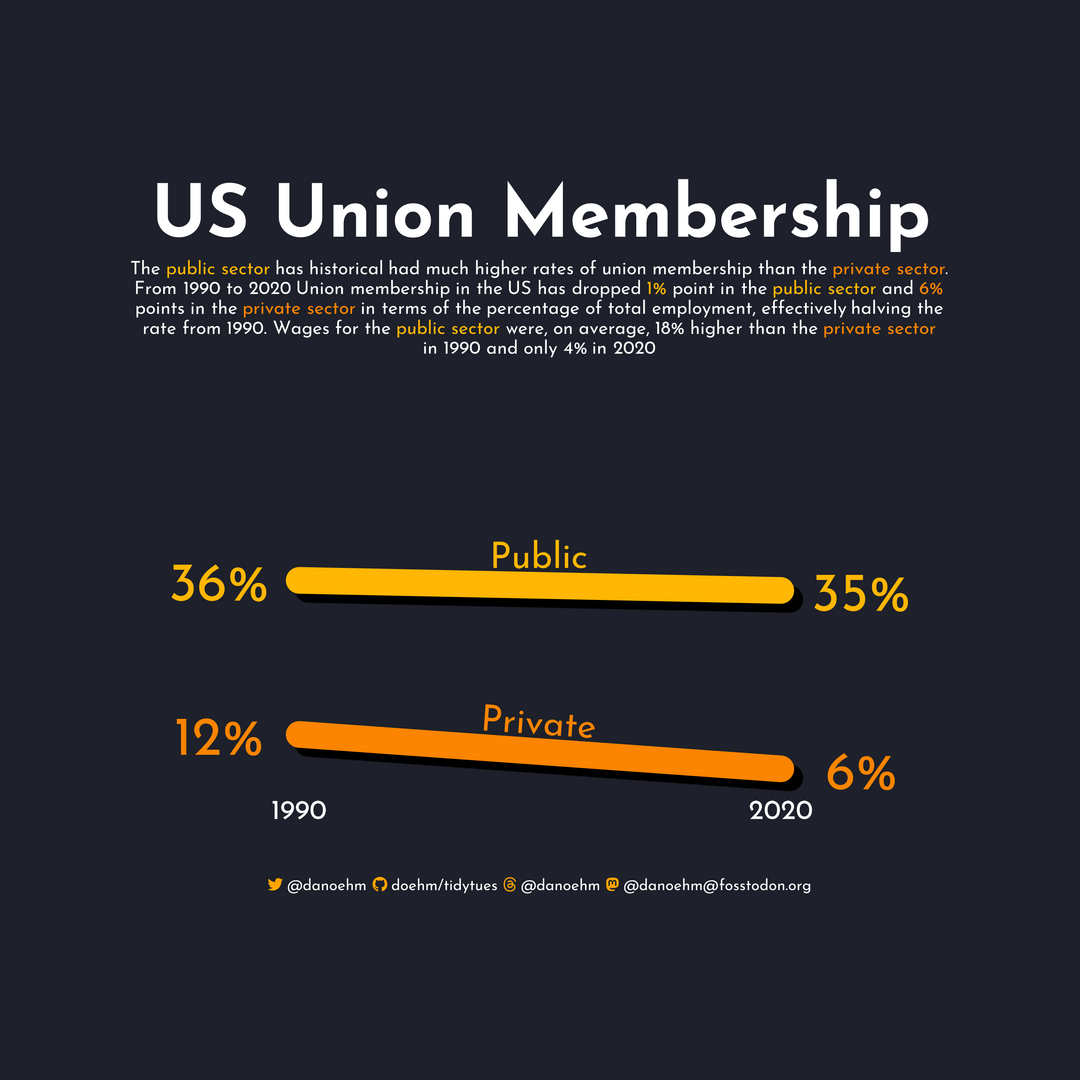 US Union Membership
The public sector has historical had much higher rates of union membership than the private sector.
From 1990 to 2020 Union membership in the US has dropped 1% point in the public sector and 6%
points in the private sector in terms of the percentage of total employment, effectively halving the
rate from 1990. Wages for the public sector were, on average, 18% higher than the private sector
in 1990 and only 4% in 2020
Public
36% 35%
Private
12% 6%
1990 2020
@danoehm doehm/tidytues @danoehm @danoehm@fosstodon.org